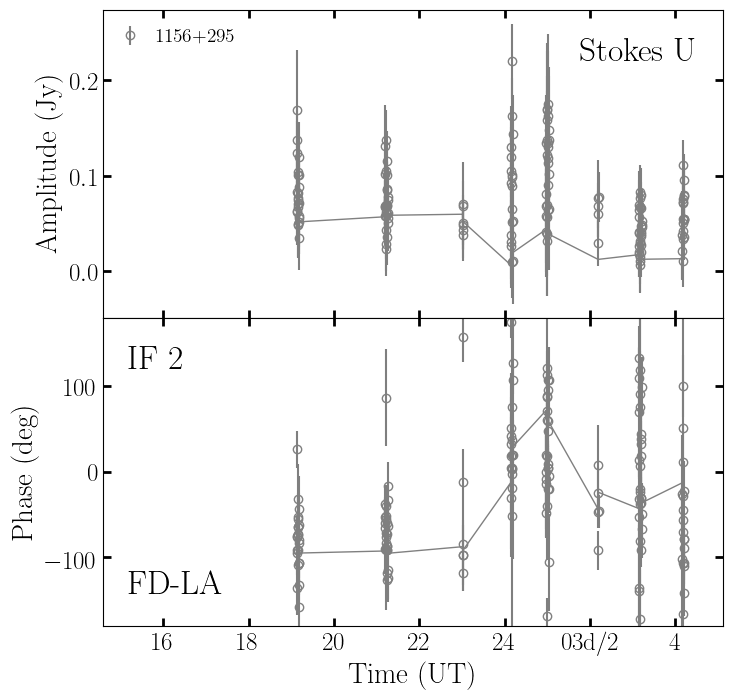 1156+295
Stokes U
Amplitude (Jy)
0.2
0.1
0.0
IF 2
FD-LA
Phase (deg)
100
0
−100
16 18 20 22 24 03d/2 4
Time (UT)